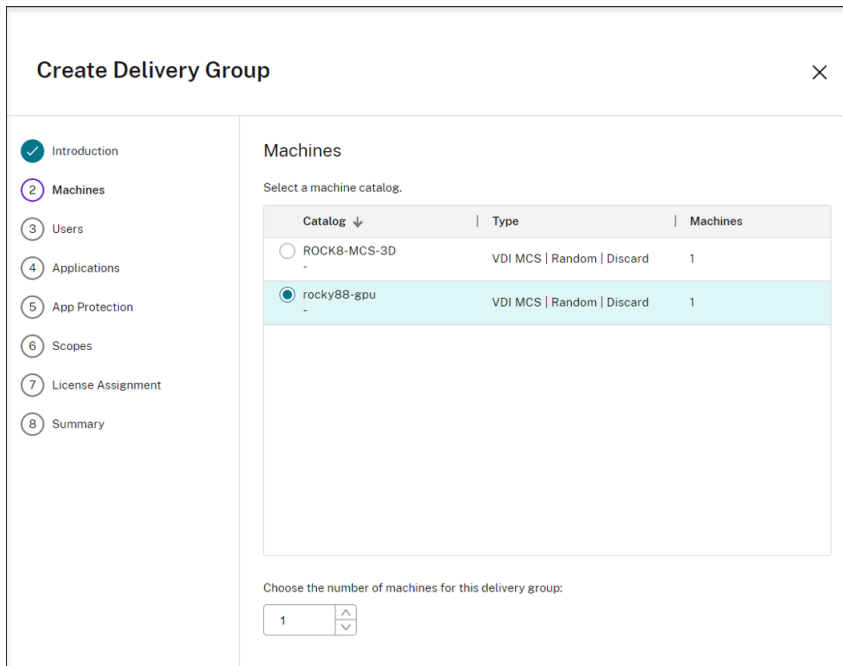 Create Delivery Group
Introduction
2 Machines
3 Users
4 Applications
5 App Protection
6 Scopes
7 License Assignment
8 Summary
Machines
Select a machine catalog.
Catalog | Type | Machines
ROCK8-MCS-3D VDI MCS | Random | Discard 1
-
rocky88-gpu VDI MCS | Random | Discard 1
-
Choose the number of machines for this delivery group:
1